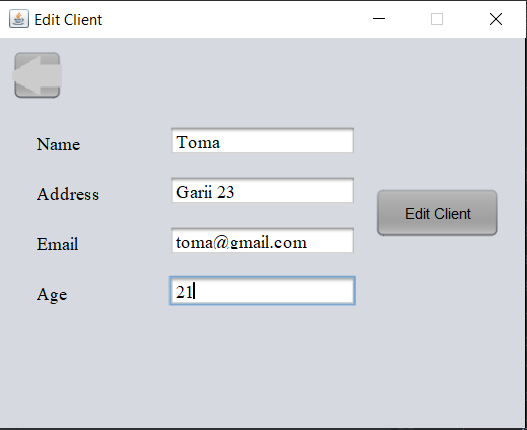 Edit Client
Name Toma
Address Garii 23
Edit Client
Email toma@gmail.com
Age 21